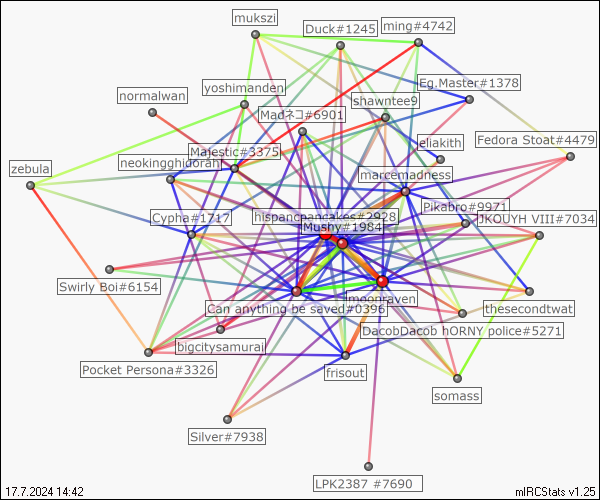 mukszi
Duck#1245
ming#4742
Eg.Master#1378
yoshimanden
normalwan
shawntee9
Madネコ#6901
eliakith
Fedora Stoat#4479
Majestic#3375
neokingghidorah
zebula
marcemadness
Pikabro#9971
JKOUYH VIII#7034
hispancpancakes#2928
Cypha#1717
Mushy#1984
Swirly Boi#6154
moonraven
Can anything be saved#0396
thesecondtwat
DacobDacob hORNY police#5271
bigcitysamurai
Pocket Persona#3326
frisout
somass
Silver#7938
LPK2387 #7690
17.7.2024 14:42
mIRCStats v1.25